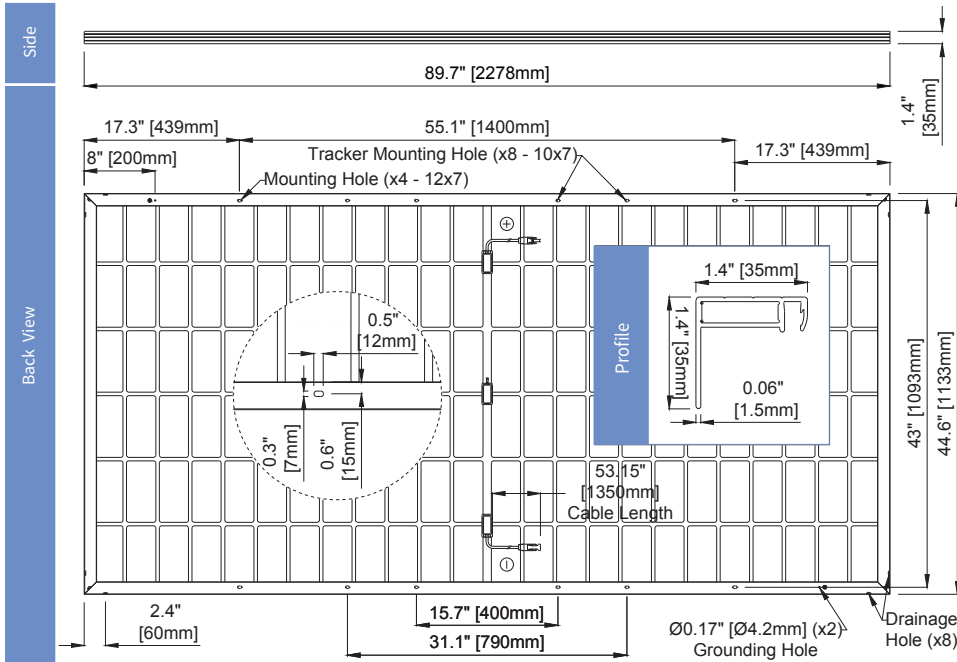 Side
89.7" [2278mm]
1.4"
[35mm]
Back View
17.3" [439mm]
55.1" [1400mm]
17.3" [439mm]
8" [200mm]
Tracker Mounting Hole (x8 - 10x7)
Mounting Hole (x4 - 12x7)
+
0.5"
[12mm]
0.3"
[7mm]
0.6"
[15mm]
Profile
1.4" [35mm]
1.4" [35mm]
0.06"
[1.5mm]
43" [1093mm]
44.6" [1133mm]
53.15"
[1350mm]
Cable Length
−
2.4"
[60mm]
15.7" [400mm]
31.1" [790mm]
Ø0.17" [Ø4.2mm] (x2)
Grounding Hole
Drainage
Hole (x8)